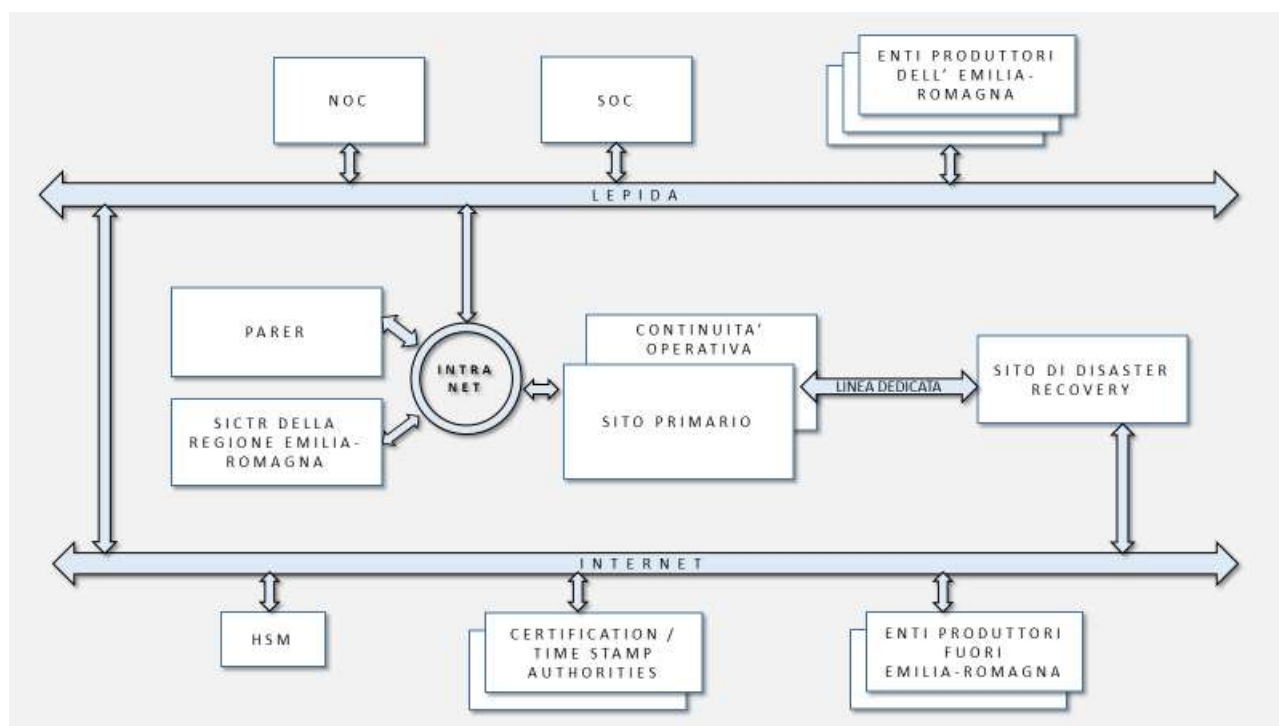 NOC
SOC
ENTI PRODUTTORI
DELL' EMILIA-
ROMAGNA
LEPIDA
PARER
INTRA
NET
CONTINUITA'
OPERATIVA
SITO PRIMARIO
LINEA DEDICATA
SITO DI DISASTER
RECOVERY
SICTR DELLA
REGIONE EMILIA-
ROMAGNA
INTERNET
HSM
CERTIFICATION /
TIME STAMP
AUTHORITIES
ENTI PRODUTTORI
FUORI
EMILIA-ROMAGNA